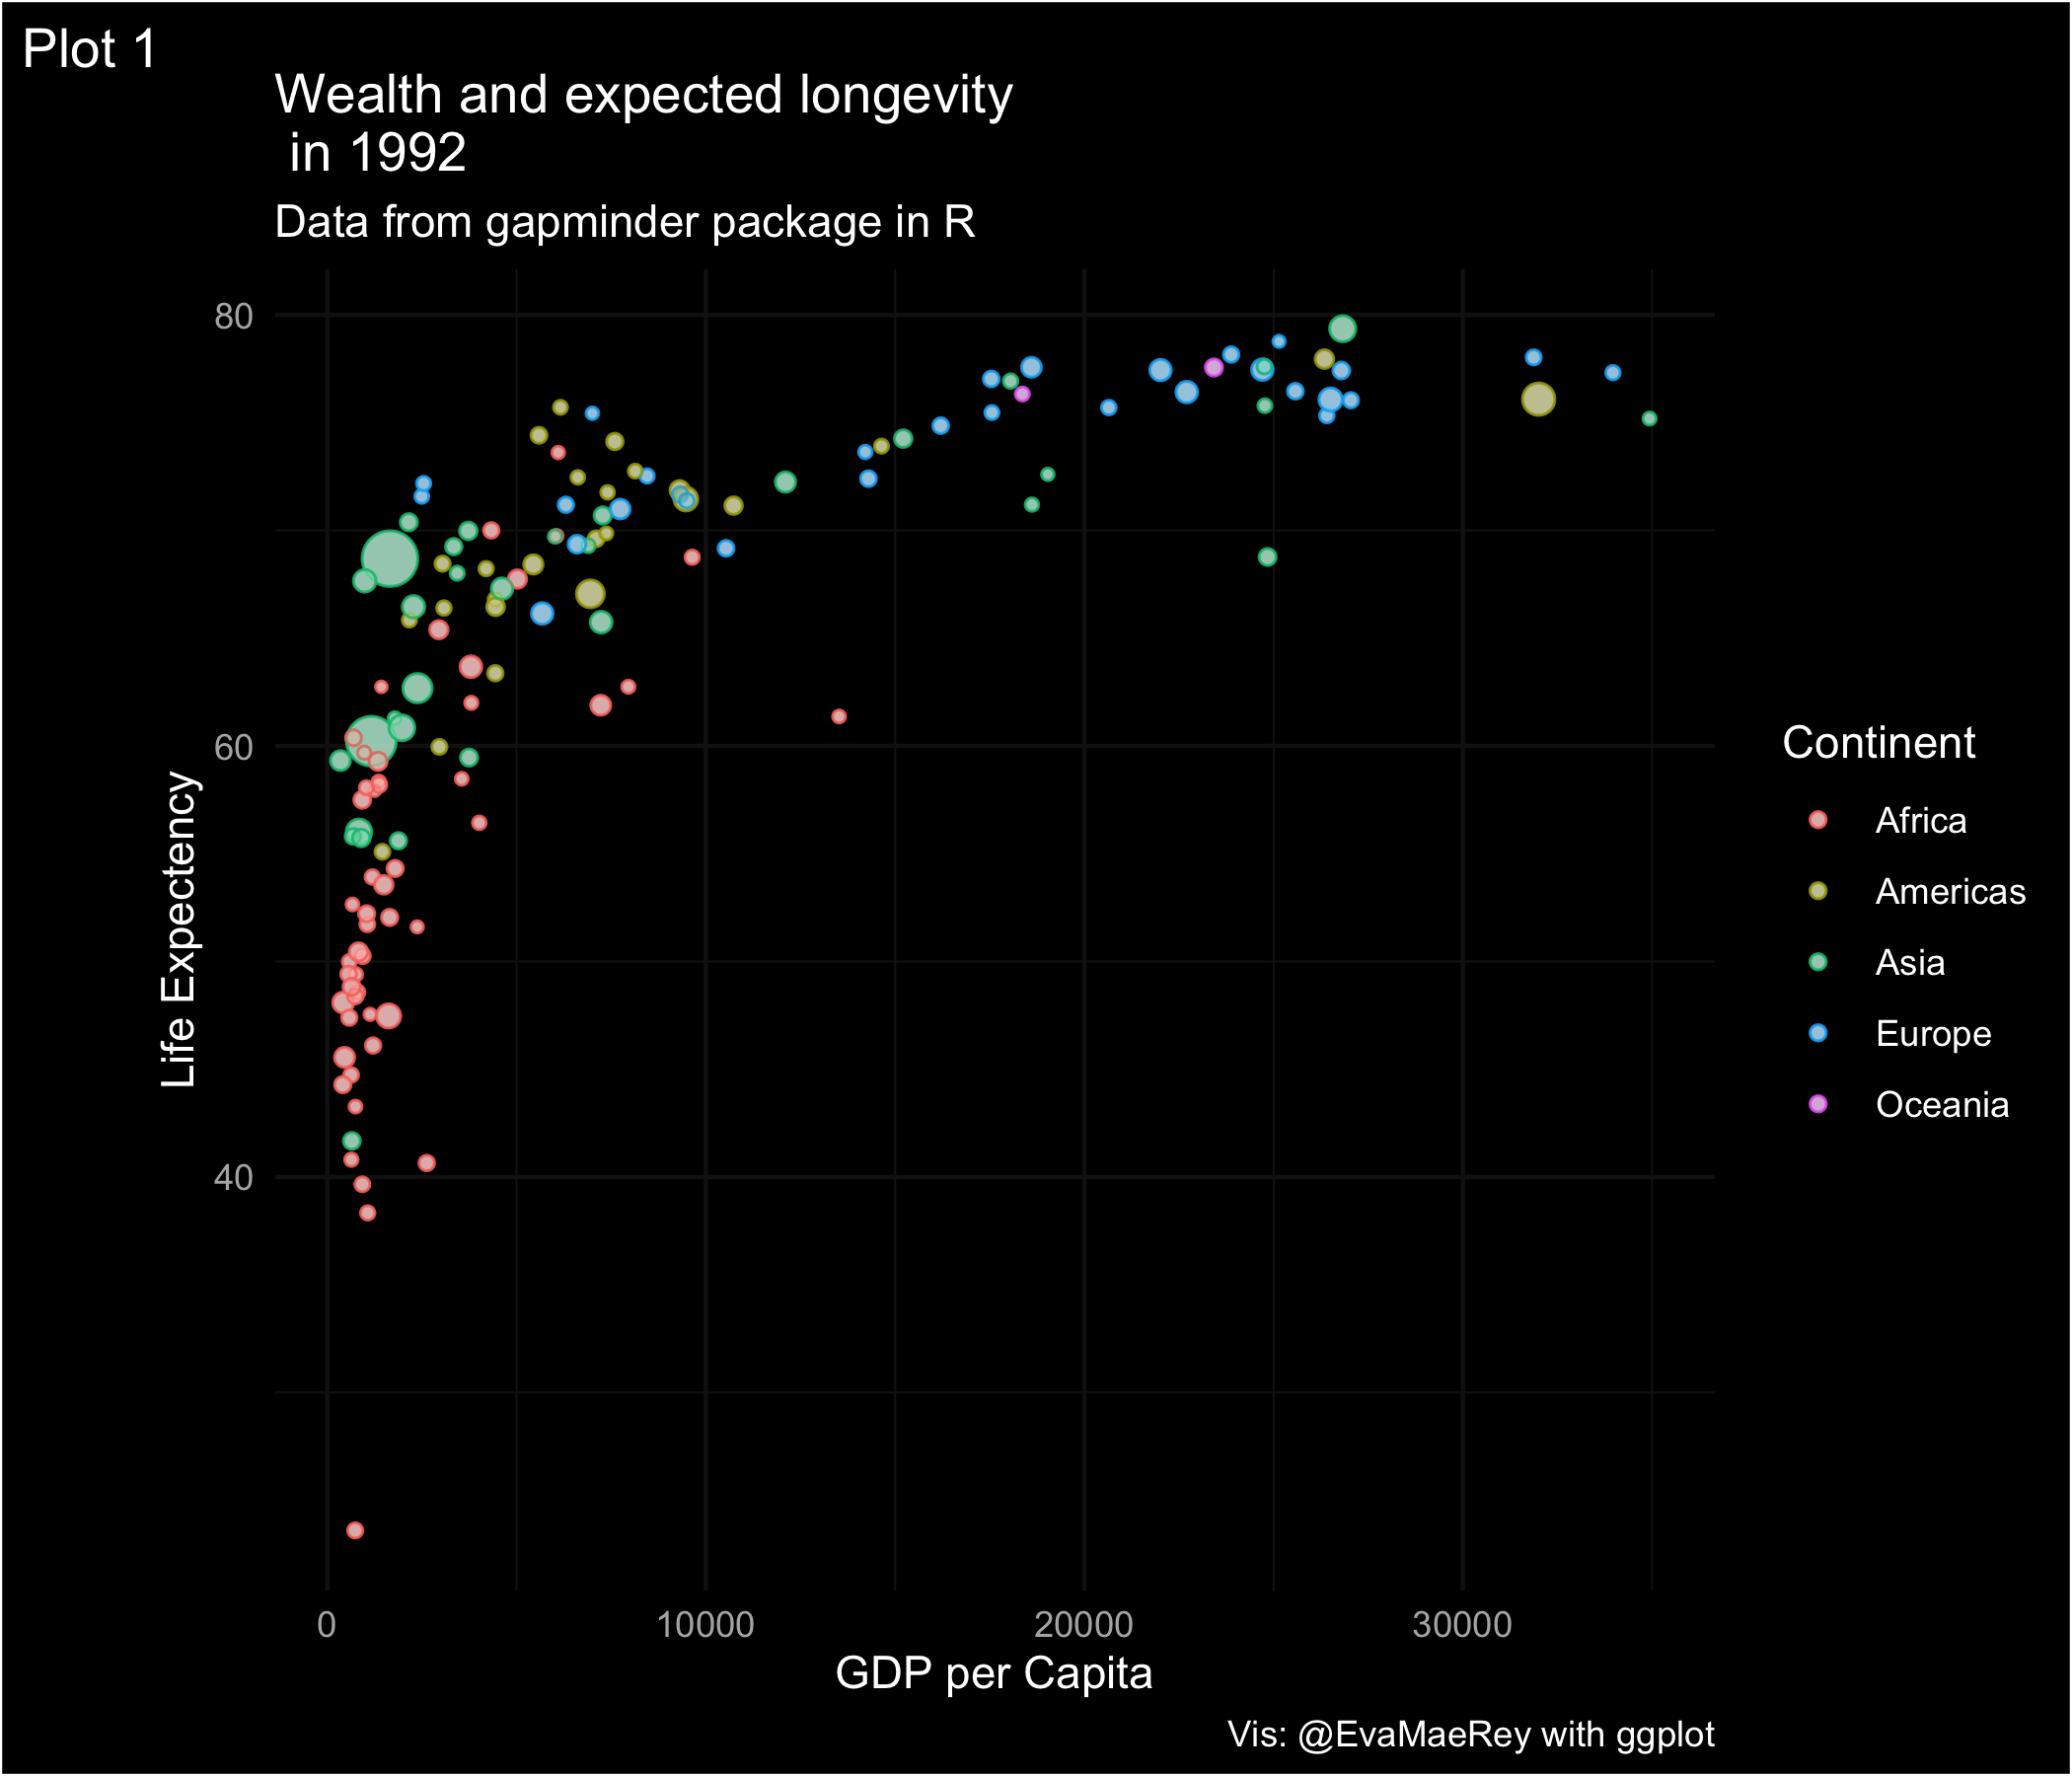 Plot 1
Wealth and expected longevity
in 1992
Data from gapminder package in R
80
60
40
Life Expectency
0 10000 20000 30000
GDP per Capita
Continent
Africa
Americas
Asia
Europe
Oceania
Vis: @EvaMaeRey with ggplot